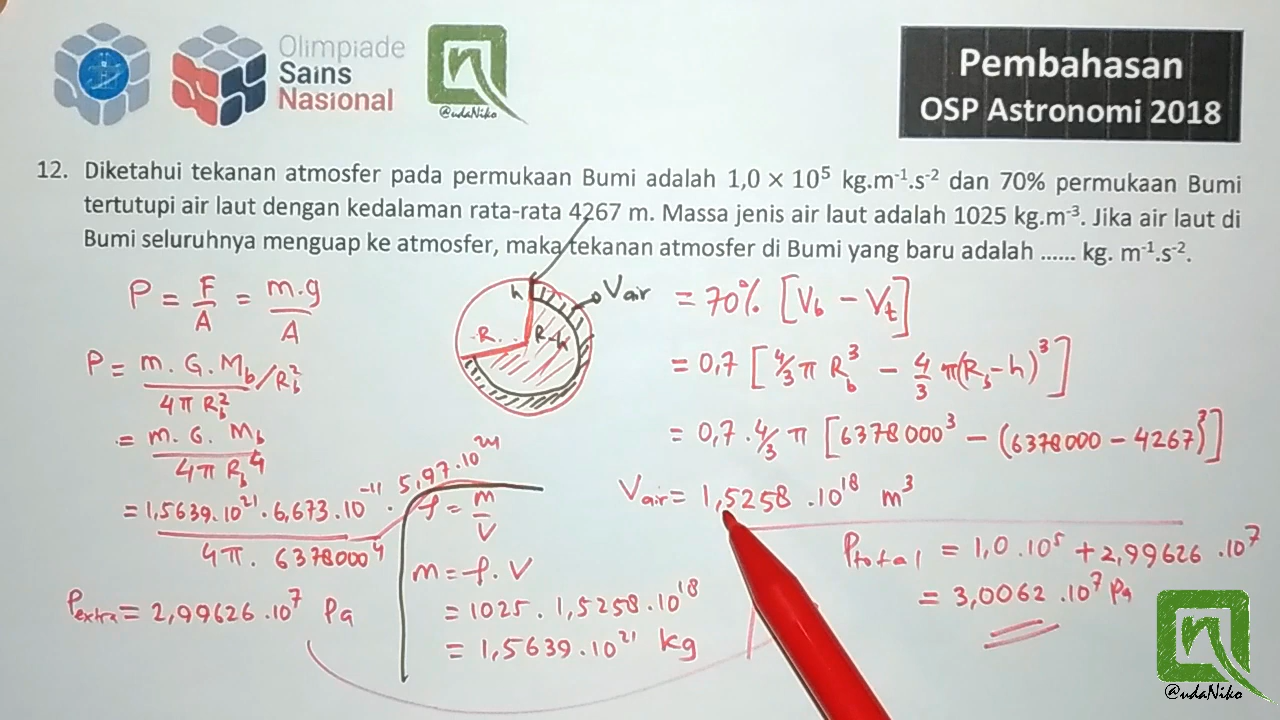 Olimpiade
Sains
Nasional
@udaNiko
Pembahasan
OSP Astronomi 2018
12. Diketahui tekanan atmosfer pada permukaan Bumi adalah 1,0 × 10⁵ kg.m⁻¹.s⁻² dan 70% permukaan Bumi
tertutupi air laut dengan kedalaman rata-rata 4267 m. Massa jenis air laut adalah 1025 kg.m⁻³. Jika air laut di
Bumi seluruhnya menguap ke atmosfer, maka tekanan atmosfer di Bumi yang baru adalah ...... kg. m⁻¹.s⁻².
P = F/A = m.g/A
P = m. G. M_b/R_b² / 4π R_b²
= m. G. M_b / 4π R_b⁴
= 1,5639.10²¹ . 6,673.10⁻¹¹ . 5,97.10²⁴ / 4π. 6378000⁴
P_extra = 2,99626 .10⁷ Pa
h
R
R-h
V_air = 70% [V_b - V_t]
= 0,7 [4/3 π R_b³ - 4/3 π(R_b-h)³]
= 0,7 . 4/3 π [6378000³ - (6378000 - 4267)³]
V_air = 1,5258 .10¹⁸ m³
ρ = m/V
m = ρ. V
= 1025 . 1,5258.10¹⁸
= 1,5639.10²¹ kg
P_total = 1,0 .10⁵ + 2,99626 .10⁷
= 3,0062 .10⁷ Pa
@udaNiko